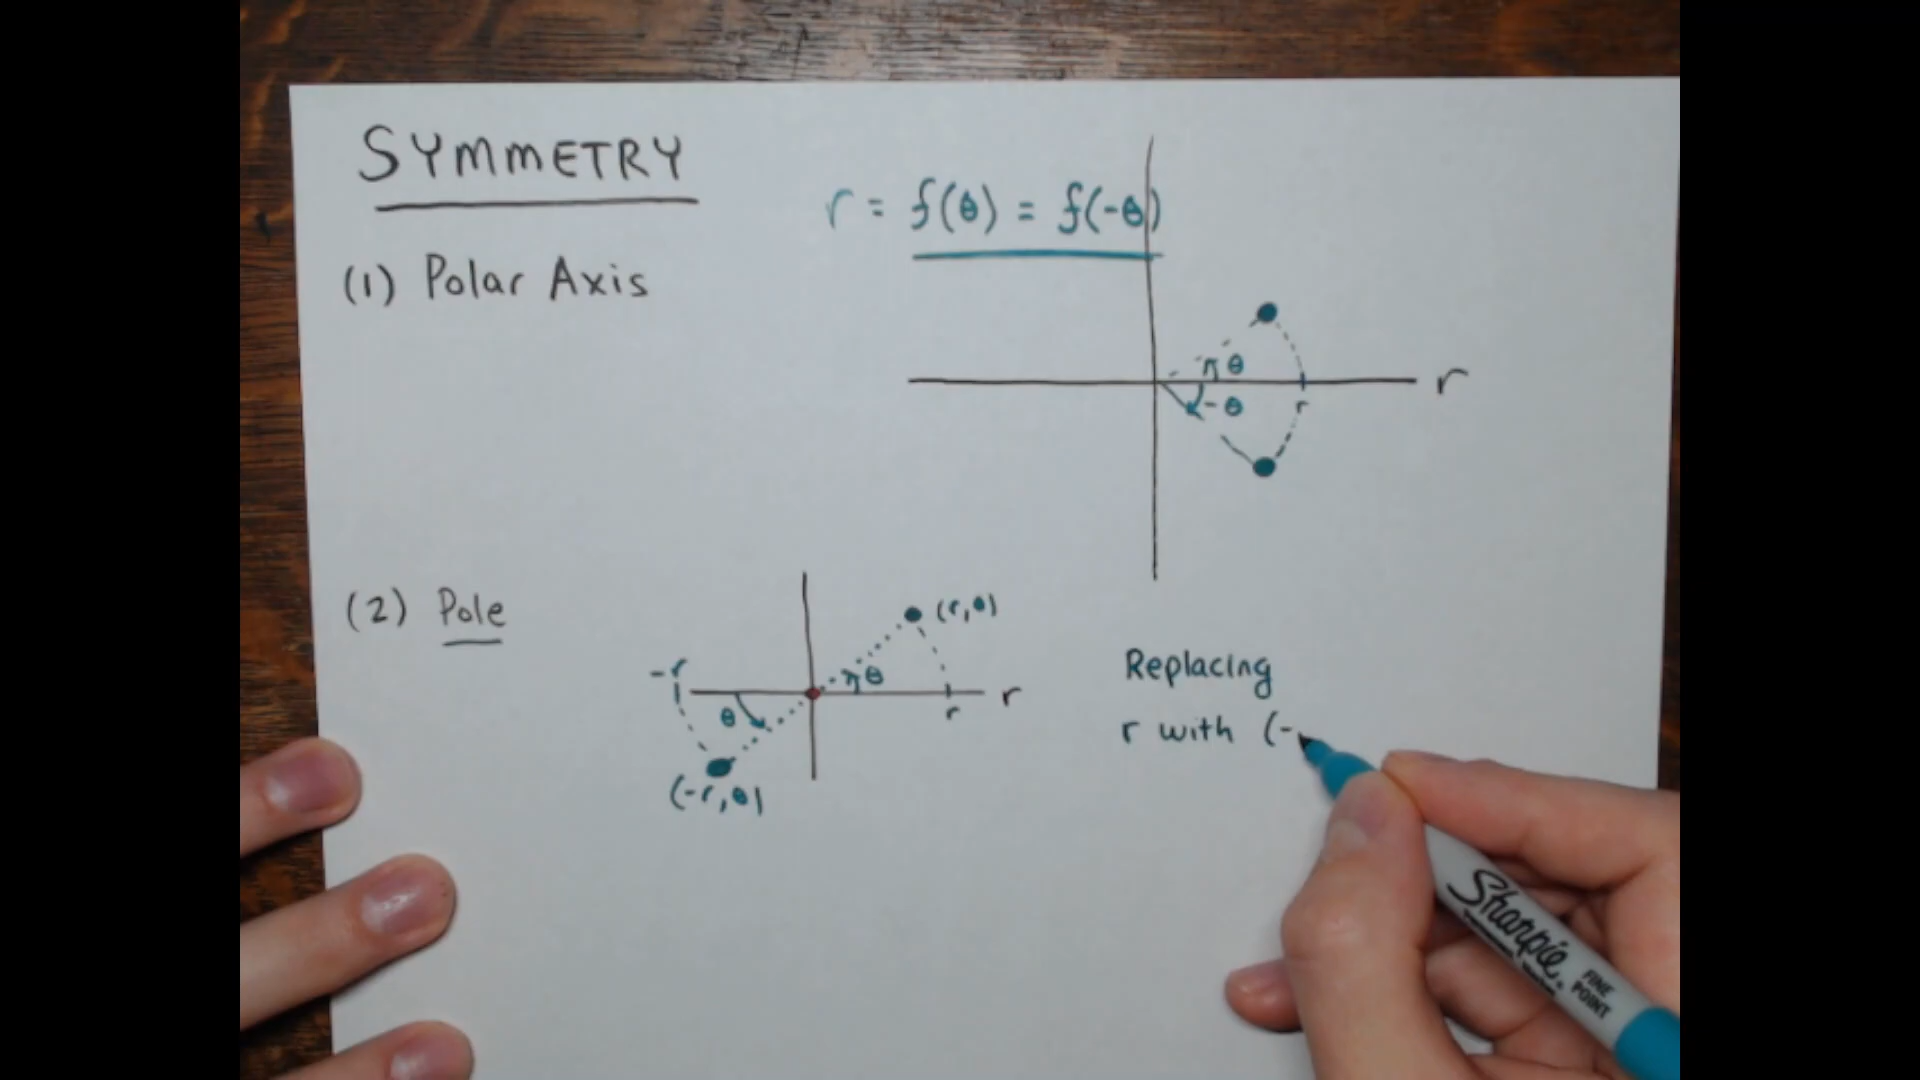 SYMMETRY
r = f(θ) = f(-θ)
(1) Polar Axis
θ
r
-θ
r
(2) Pole
(r,θ)
-r
θ
r
r
θ
(-r,θ)
Replacing
r with (-
Sharpie.
FINE
POINT